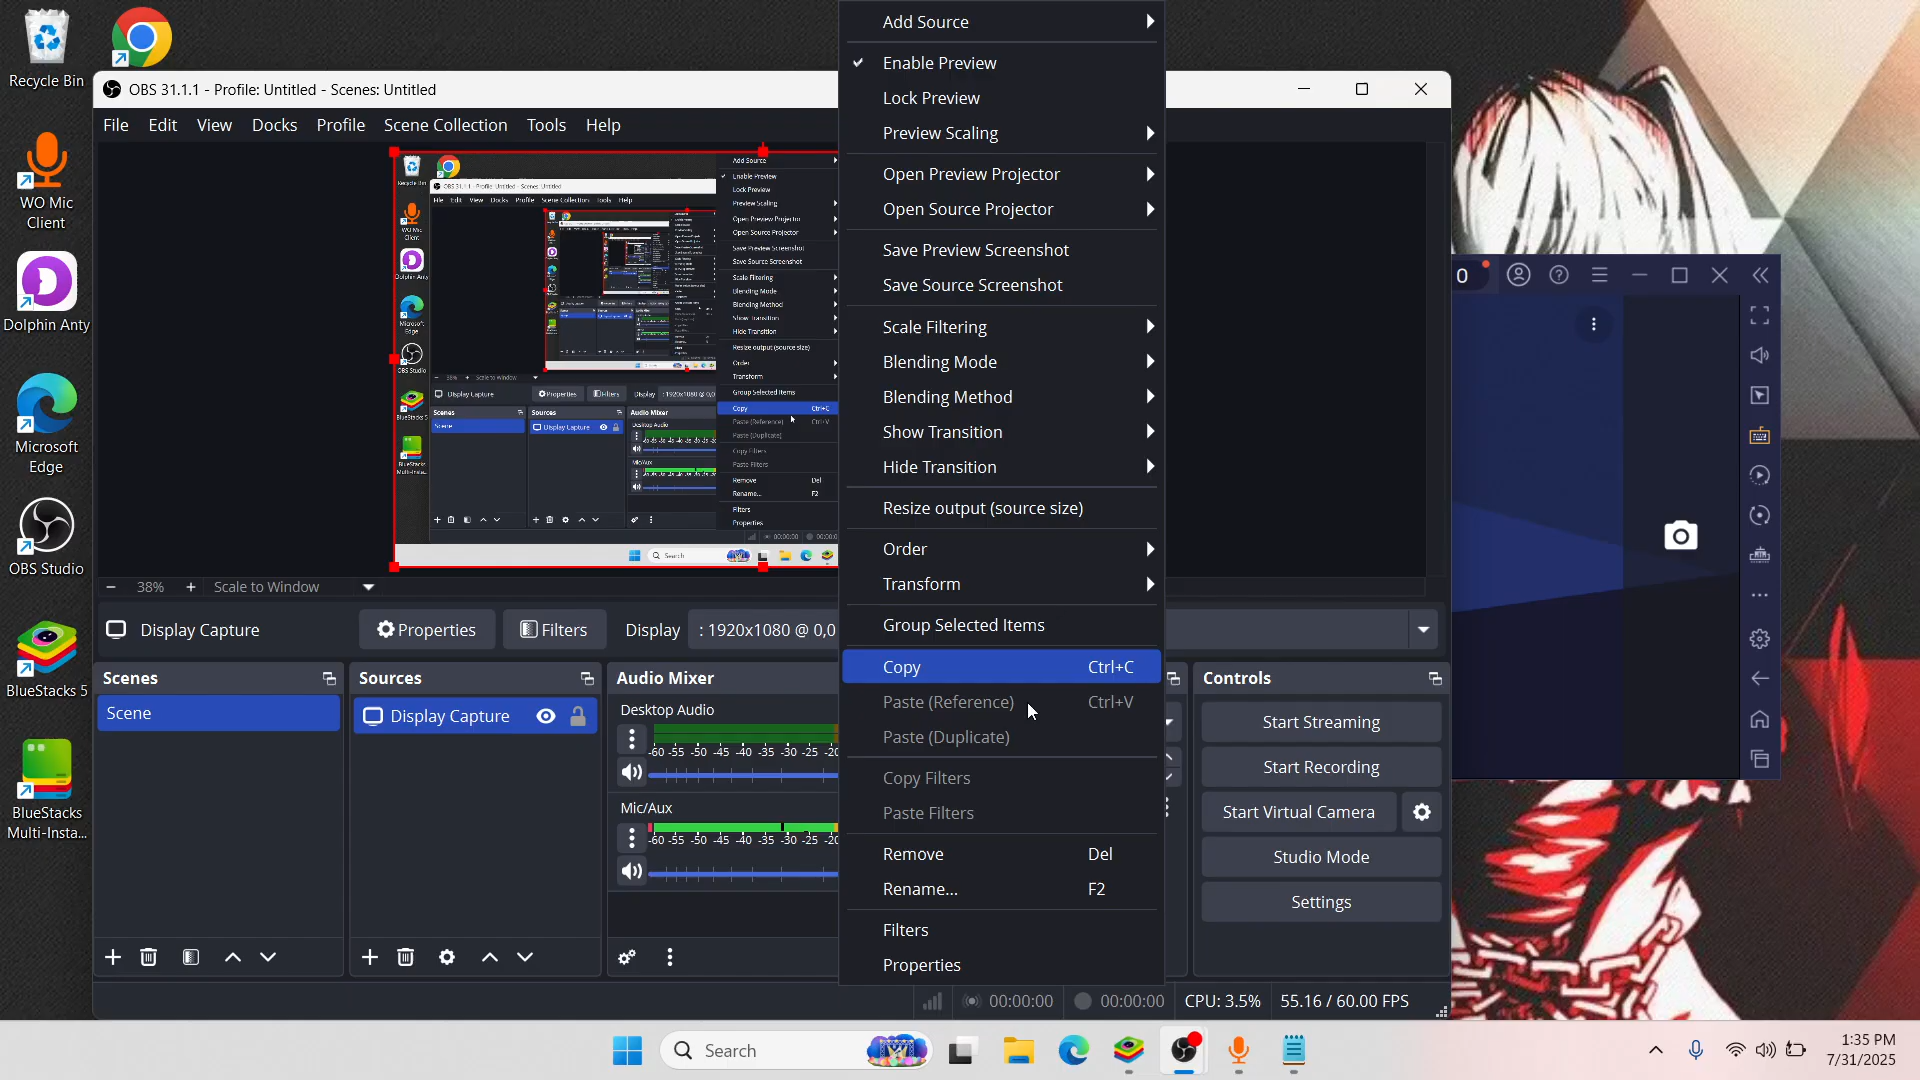 Recycle Bin
WO Mic
Client
Dolphin Anty
Microsoft
Edge
OBS Studio
BlueStacks 5
BlueStacks
Multi-Insta...
OBS 31.1.1 - Profile: Untitled - Scenes: Untitled
File Edit View Docks Profile Scene Collection Tools Help
Add Source
Enable Preview
Lock Preview
Preview Scaling
Open Preview Projector
Open Source Projector
Save Preview Screenshot
Save Source Screenshot
Scale Filtering
Blending Mode
Blending Method
Show Transition
Hide Transition
Resize output (source size)
Order
Transform
Group Selected Items
Copy Ctrl+C
Paste (Reference) Ctrl+V
Paste (Duplicate)
Copy Filters
Paste Filters
Remove Del
Rename... F2
Filters
Properties
38% Scale to Window
Display Capture Properties Filters Display : 1920x1080 @ 0,0
Scenes
Scene
Sources
Display Capture
Audio Mixer
Desktop Audio
-60 -55 -50 -45 -40 -35 -30 -25 -20
Mic/Aux
-60 -55 -50 -45 -40 -35 -30 -25 -20
Controls
Start Streaming
Start Recording
Start Virtual Camera
Studio Mode
Settings
00:00:00 00:00:00 CPU: 3.5% 55.16 / 60.00 FPS
0
Search
1:35 PM
7/31/2025